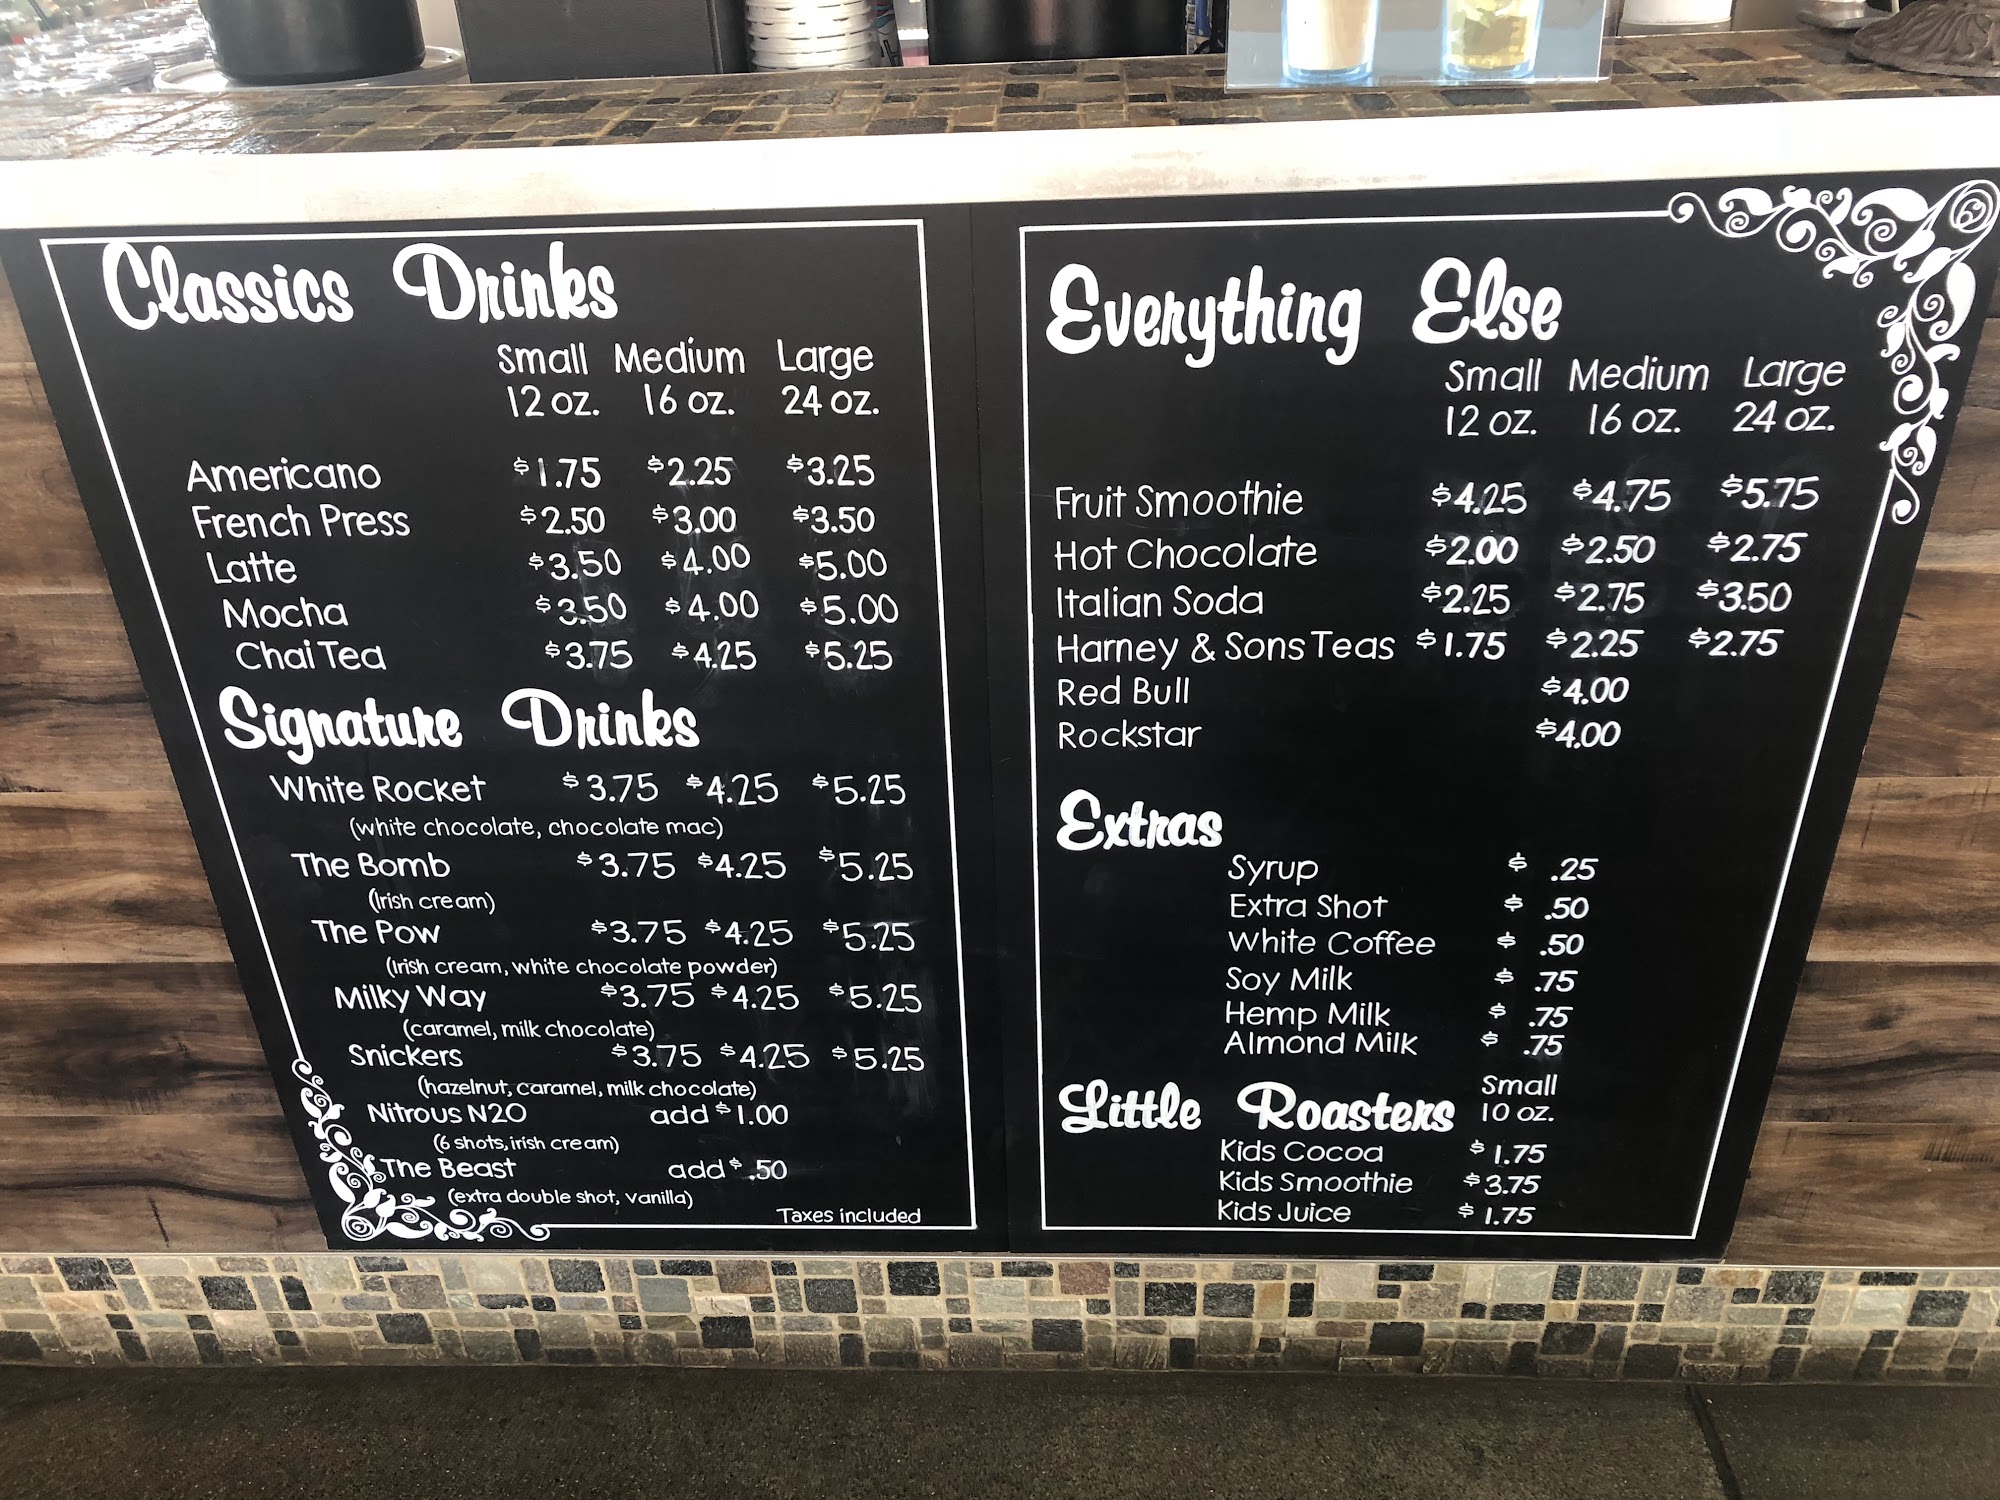 Classics Drinks
Small Medium Large
12 oz. 16 oz. 24 oz.
Americano $1.75 $2.25 $3.25
French Press $2.50 $3.00 $3.50
Latte $3.50 $4.00 $5.00
Mocha $3.50 $4.00 $5.00
Chai Tea $3.75 $4.25 $5.25
Signature Drinks
White Rocket $3.75 $4.25 $5.25
(white chocolate, chocolate mac)
The Bomb $3.75 $4.25 $5.25
(Irish cream)
The Pow $3.75 $4.25 $5.25
(Irish cream, white chocolate powder)
Milky Way $3.75 $4.25 $5.25
(caramel, milk chocolate)
Snickers $3.75 $4.25 $5.25
(hazelnut, caramel, milk chocolate)
Nitrous N2O add $1.00
(6 shots, irish cream)
The Beast add $ .50
(extra double shot, vanilla)
Taxes included
Everything Else
Small Medium Large
12 oz. 16 oz. 24 oz.
Fruit Smoothie $4.25 $4.75 $5.75
Hot Chocolate $2.00 $2.50 $2.75
Italian Soda $2.25 $2.75 $3.50
Harney & Sons Teas $1.75 $2.25 $2.75
Red Bull $4.00
Rockstar $4.00
Extras
Syrup $ .25
Extra Shot $ .50
White Coffee $ .50
Soy Milk $ .75
Hemp Milk $ .75
Almond Milk $ .75
Little Roasters Small 10 oz.
Kids Cocoa $1.75
Kids Smoothie $3.75
Kids Juice $1.75